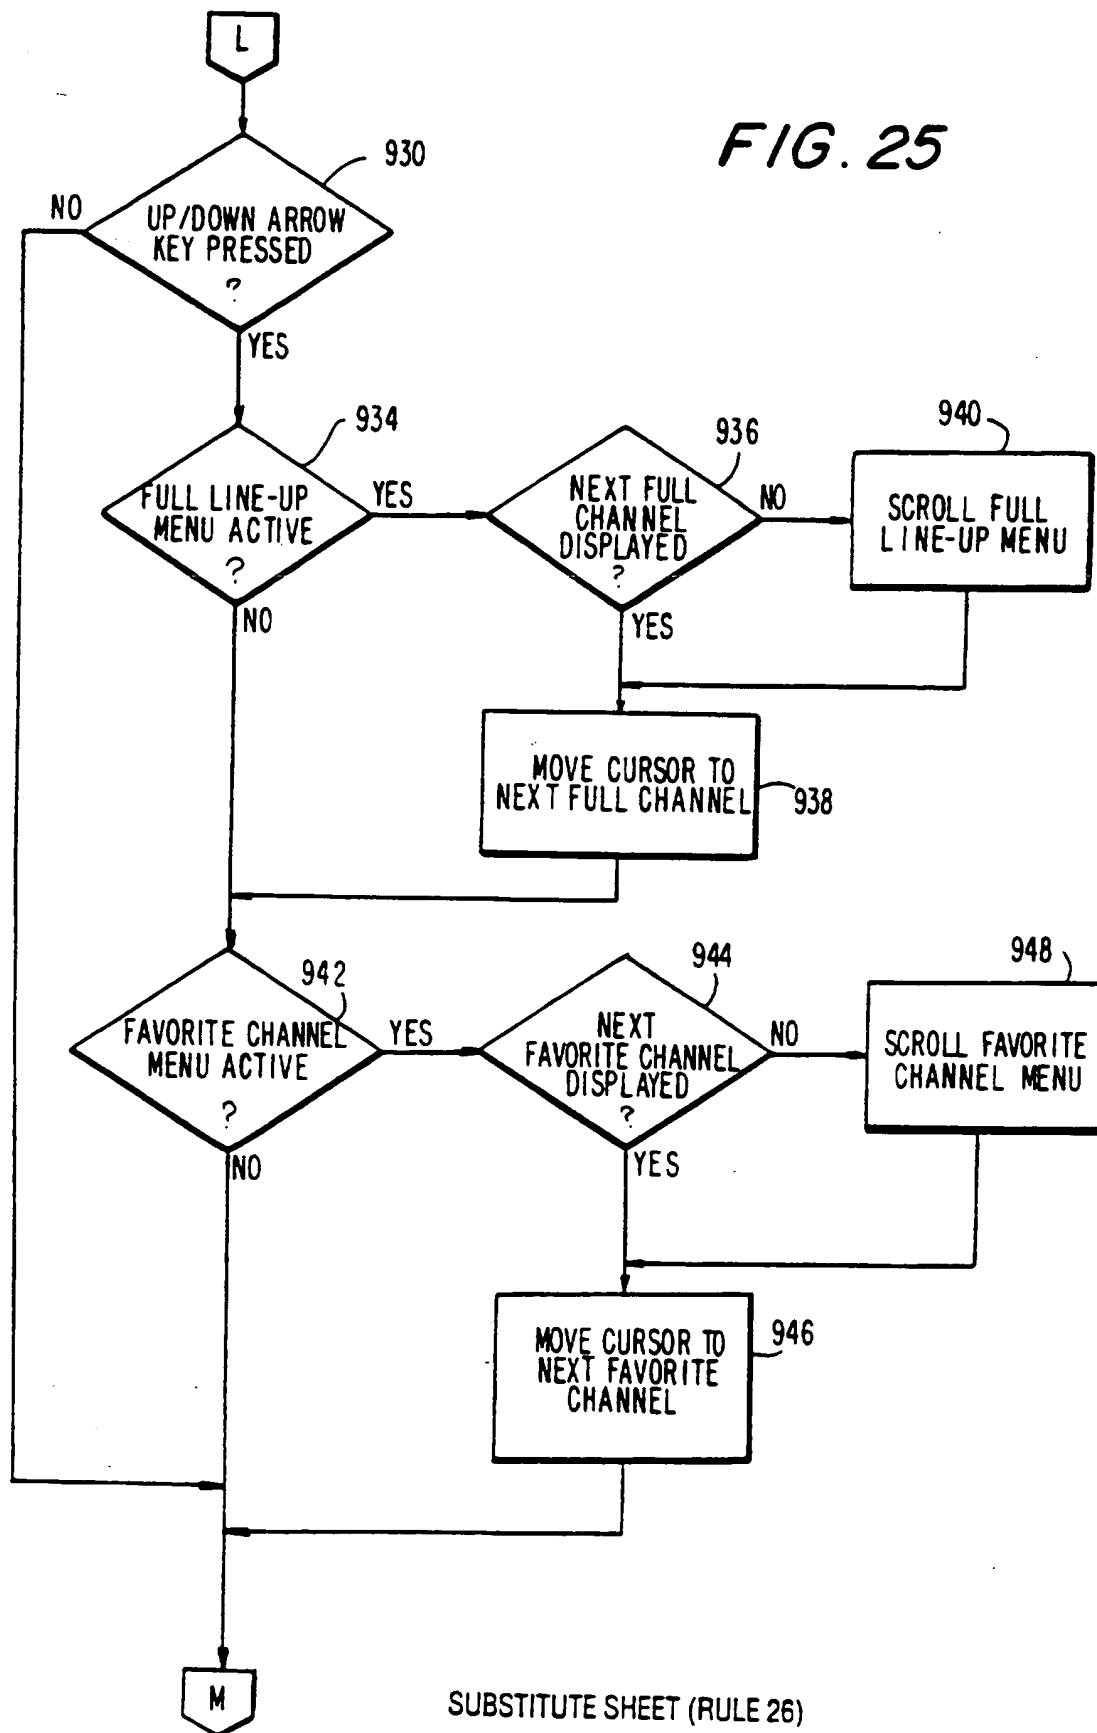 L
FIG. 25
930
NO
UP/DOWN ARROW
KEY PRESSED
?
YES
934
FULL LINE-UP
MENU ACTIVE
?
YES
NO
936
NEXT FULL
CHANNEL
DISPLAYED
?
NO
YES
940
SCROLL FULL
LINE-UP MENU
MOVE CURSOR TO
NEXT FULL CHANNEL
938
942
FAVORITE CHANNEL
MENU ACTIVE
?
YES
NO
944
NEXT
FAVORITE CHANNEL
DISPLAYED
?
NO
YES
948
SCROLL FAVORITE
CHANNEL MENU
MOVE CURSOR TO
NEXT FAVORITE
CHANNEL
946
M
SUBSTITUTE SHEET (RULE 26)